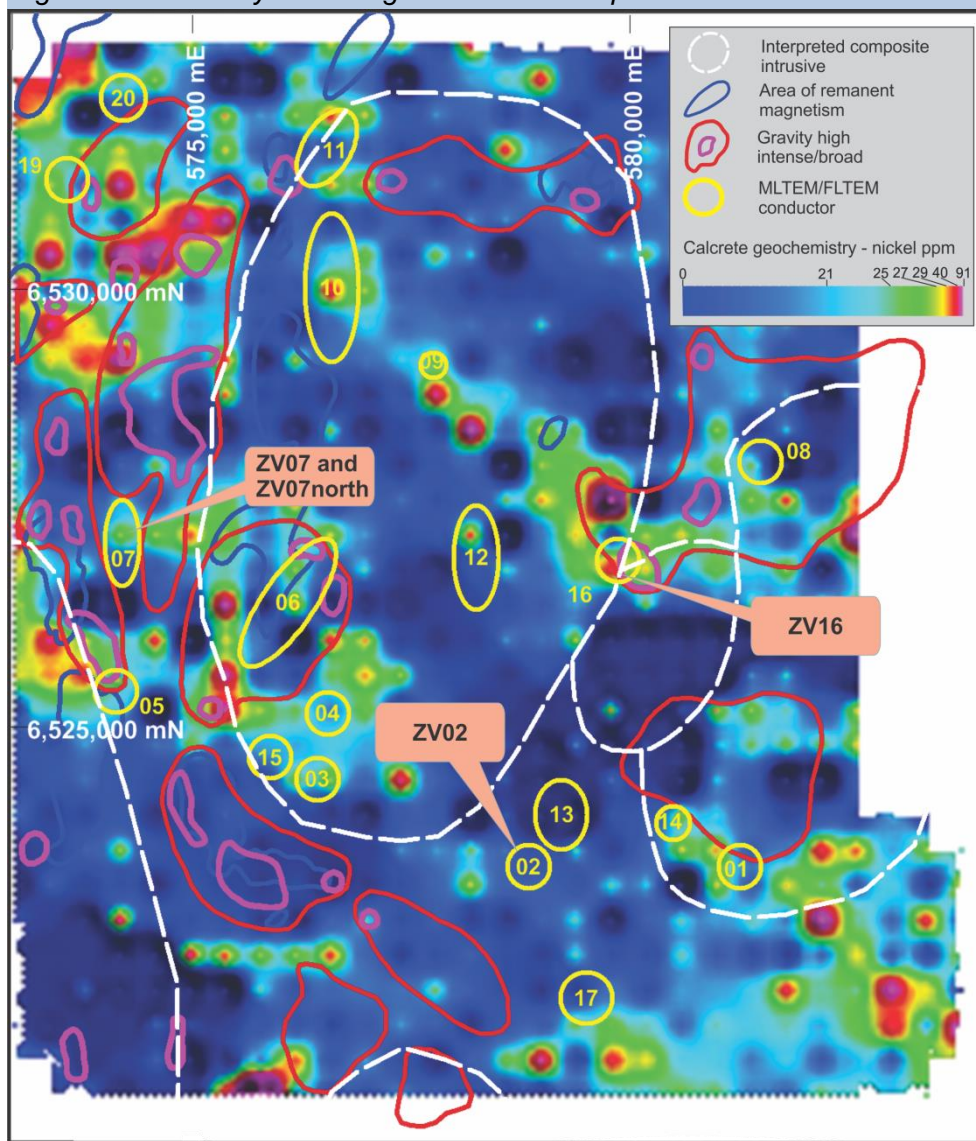 575,000 mE
580,000 mE
Interpreted composite
intrusive
Area of remanent
magnetism
Gravity high
intense/broad
MLTEM/FLTEM
conductor
Calcrete geochemistry - nickel ppm
0 21 25 27 29 40 91
20
11
19
6,530,000 mN
10
09
ZV07 and
ZV07north
08
07
12
06
16
ZV16
05
04
6,525,000 mN
ZV02
15
03
13
14
02
01
17